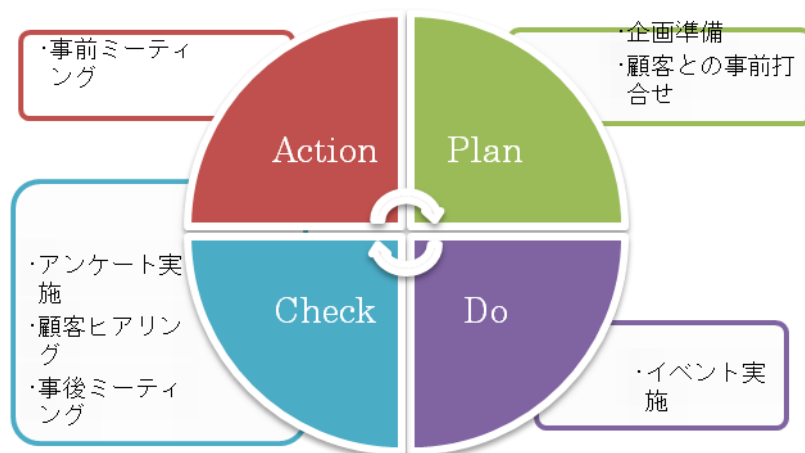 ・事前ミーティ
ング
Action
・企画準備
・顧客との事前打
合せ
Plan
・アンケート実
施
・顧客ヒアリン
グ
・事後ミーティ
ング
Check
Do
・イベント実
施